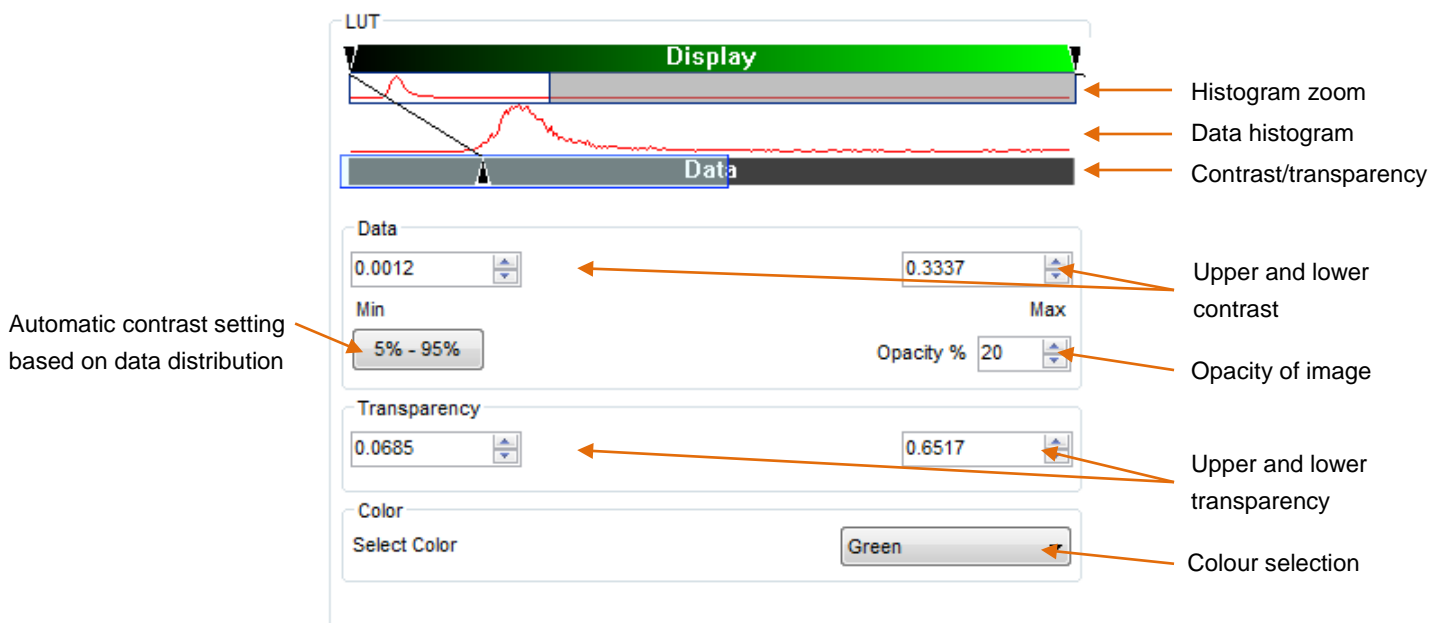 LUT
Display
Histogram zoom
Data histogram
Data
Contrast/transparency
Data
0.0012
0.3337
Upper and lower
contrast
Min
Max
Automatic contrast setting
based on data distribution
5% - 95%
Opacity %
20
Opacity of image
Transparency
0.0685
0.6517
Upper and lower
transparency
Color
Select Color
Green
Colour selection